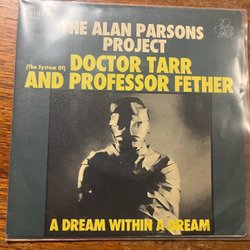 THE ALAN PARSONS
PROJECT
(The System Of) DOCTOR TARR
AND PROFESSOR FETHER
A DREAM WITHIN A DREAM